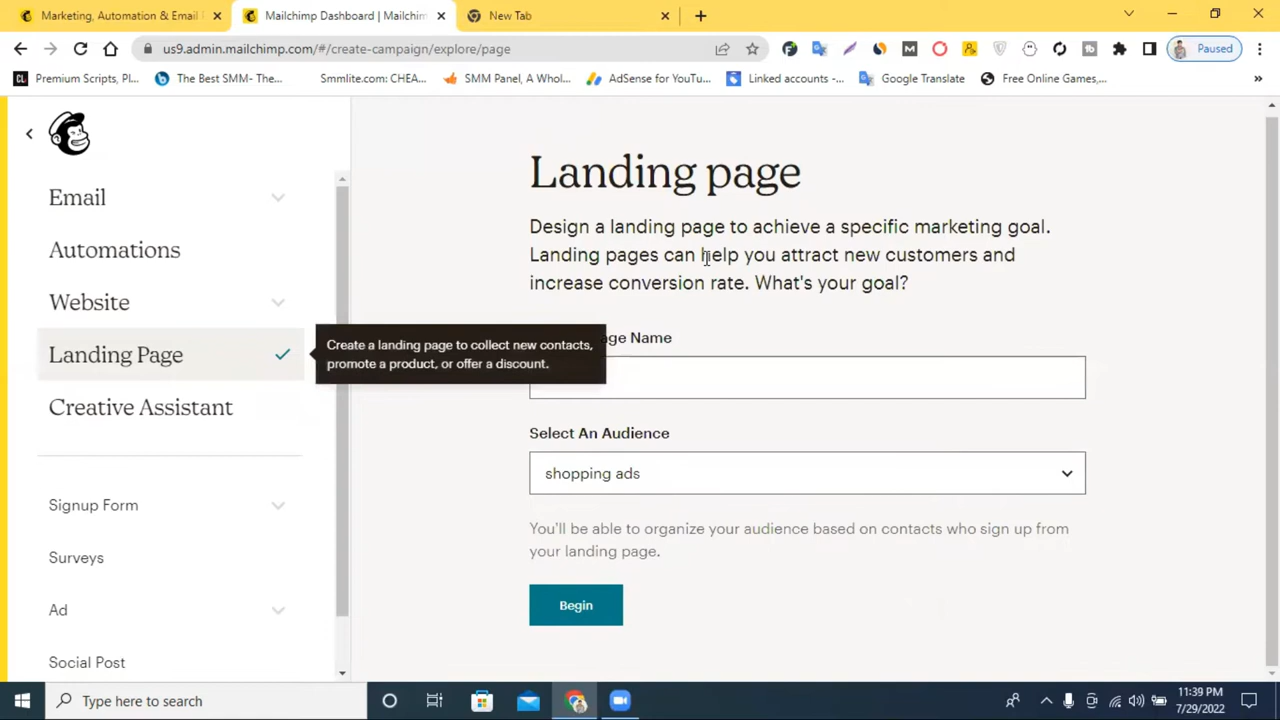 Marketing, Automation & Email
Mailchimp Dashboard | Mailchim
New Tab
us9.admin.mailchimp.com/#/create-campaign/explore/page
Paused
Premium Scripts, Pl...
The Best SMM- The...
Smmlite.com: CHEA...
SMM Panel, A Whol...
AdSense for YouTu...
Linked accounts -...
Google Translate
Free Online Games,...
Email
Automations
Website
Landing Page
Creative Assistant
Signup Form
Surveys
Ad
Social Post
Create a landing page to collect new contacts,
promote a product, or offer a discount.
Landing page
Design a landing page to achieve a specific marketing goal.
Landing pages can help you attract new customers and
increase conversion rate. What's your goal?
age Name
Select An Audience
shopping ads
You'll be able to organize your audience based on contacts who sign up from
your landing page.
Begin
Type here to search
11:39 PM
7/29/2022